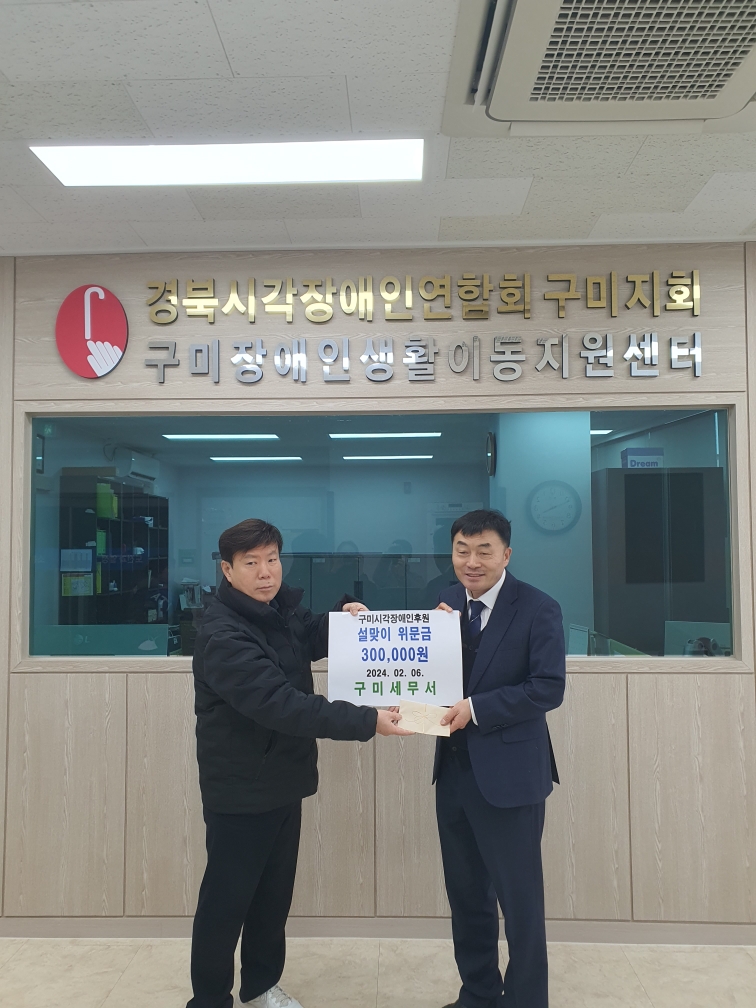 경북시각장애인연합회 구미지회
구미장애인생활이동지원센터
Dream
구미시각장애인후원
설맞이 위문금
300,000원
2024. 02. 06.
구미세무서